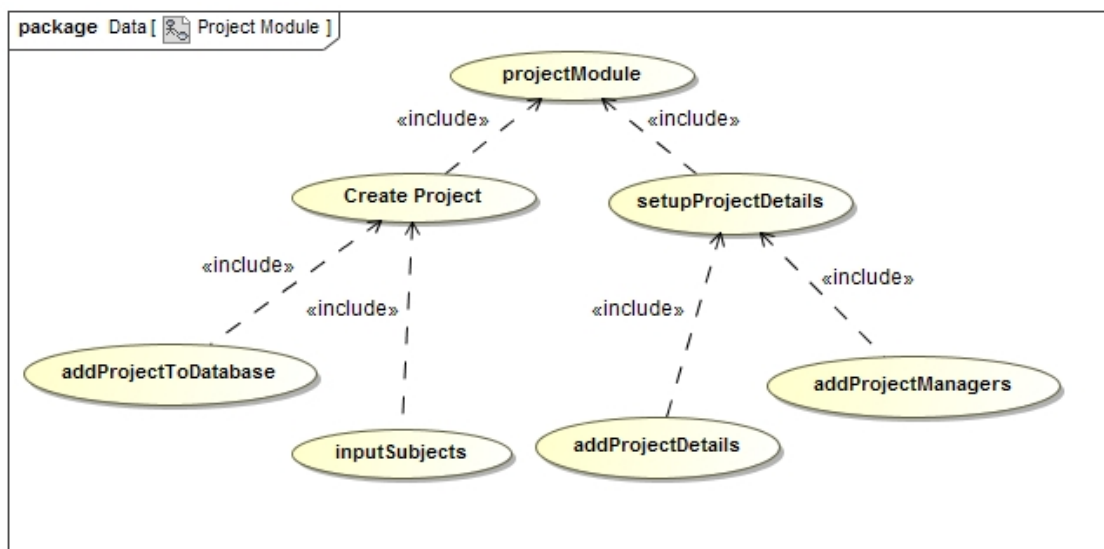 package Data [ Project Module ]
projectModule
«include» «include»
Create Project
setupProjectDetails
«include»
«include»
«include»
«include»
addProjectToDatabase
addProjectManagers
addProjectDetails
inputSubjects